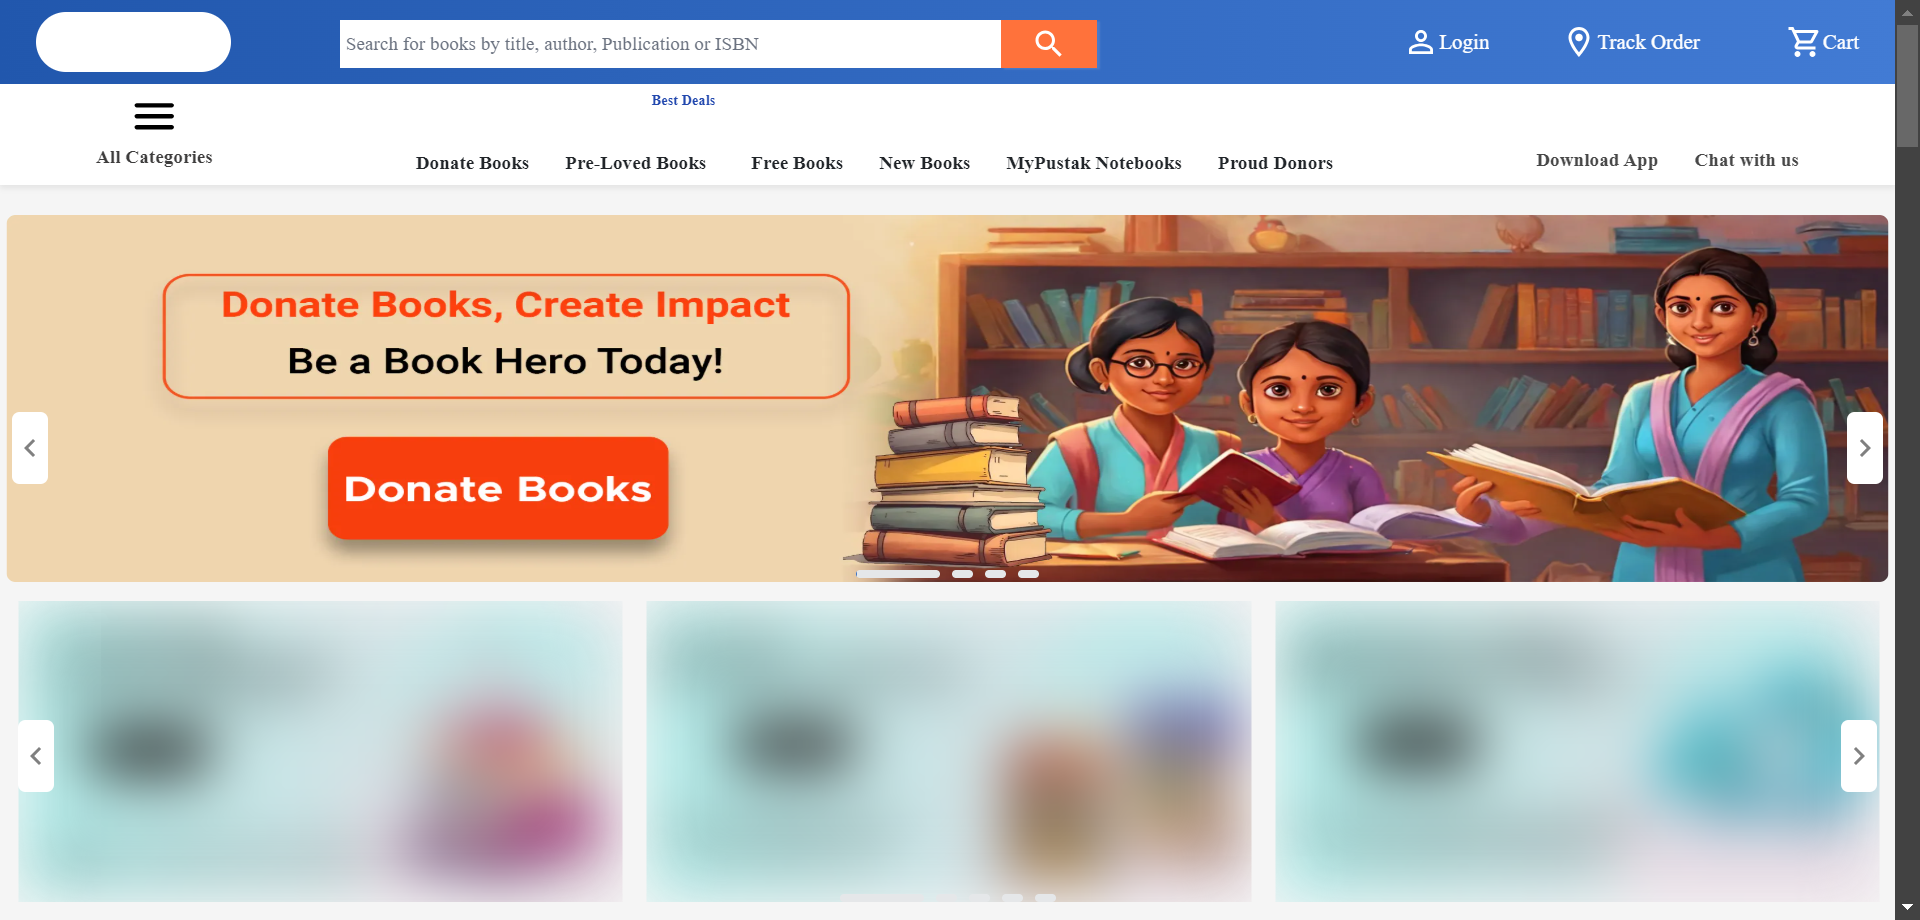 Search for books by title, author, Publication or ISBN
Login
Track Order
Cart
Best Deals
All Categories
Donate Books
Pre-Loved Books
Free Books
New Books
MyPustak Notebooks
Proud Donors
Download App
Chat with us
Donate Books, Create Impact
Be a Book Hero Today!
Donate Books